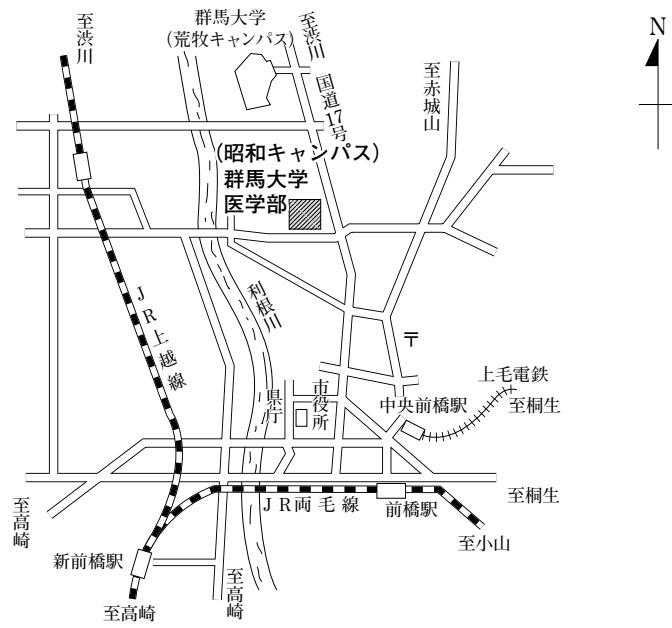 群馬大学
（荒牧キャンパス）
至渋川
至渋川
国道17号
至赤城山
N
（昭和キャンパス）
群馬大学
医学部
JR上越線
利根川
〒
上毛電鉄
中央前橋駅
至桐生
県庁
市役所
至高崎
JR両毛線
前橋駅
至桐生
至小山
新前橋駅
至高崎
至高崎